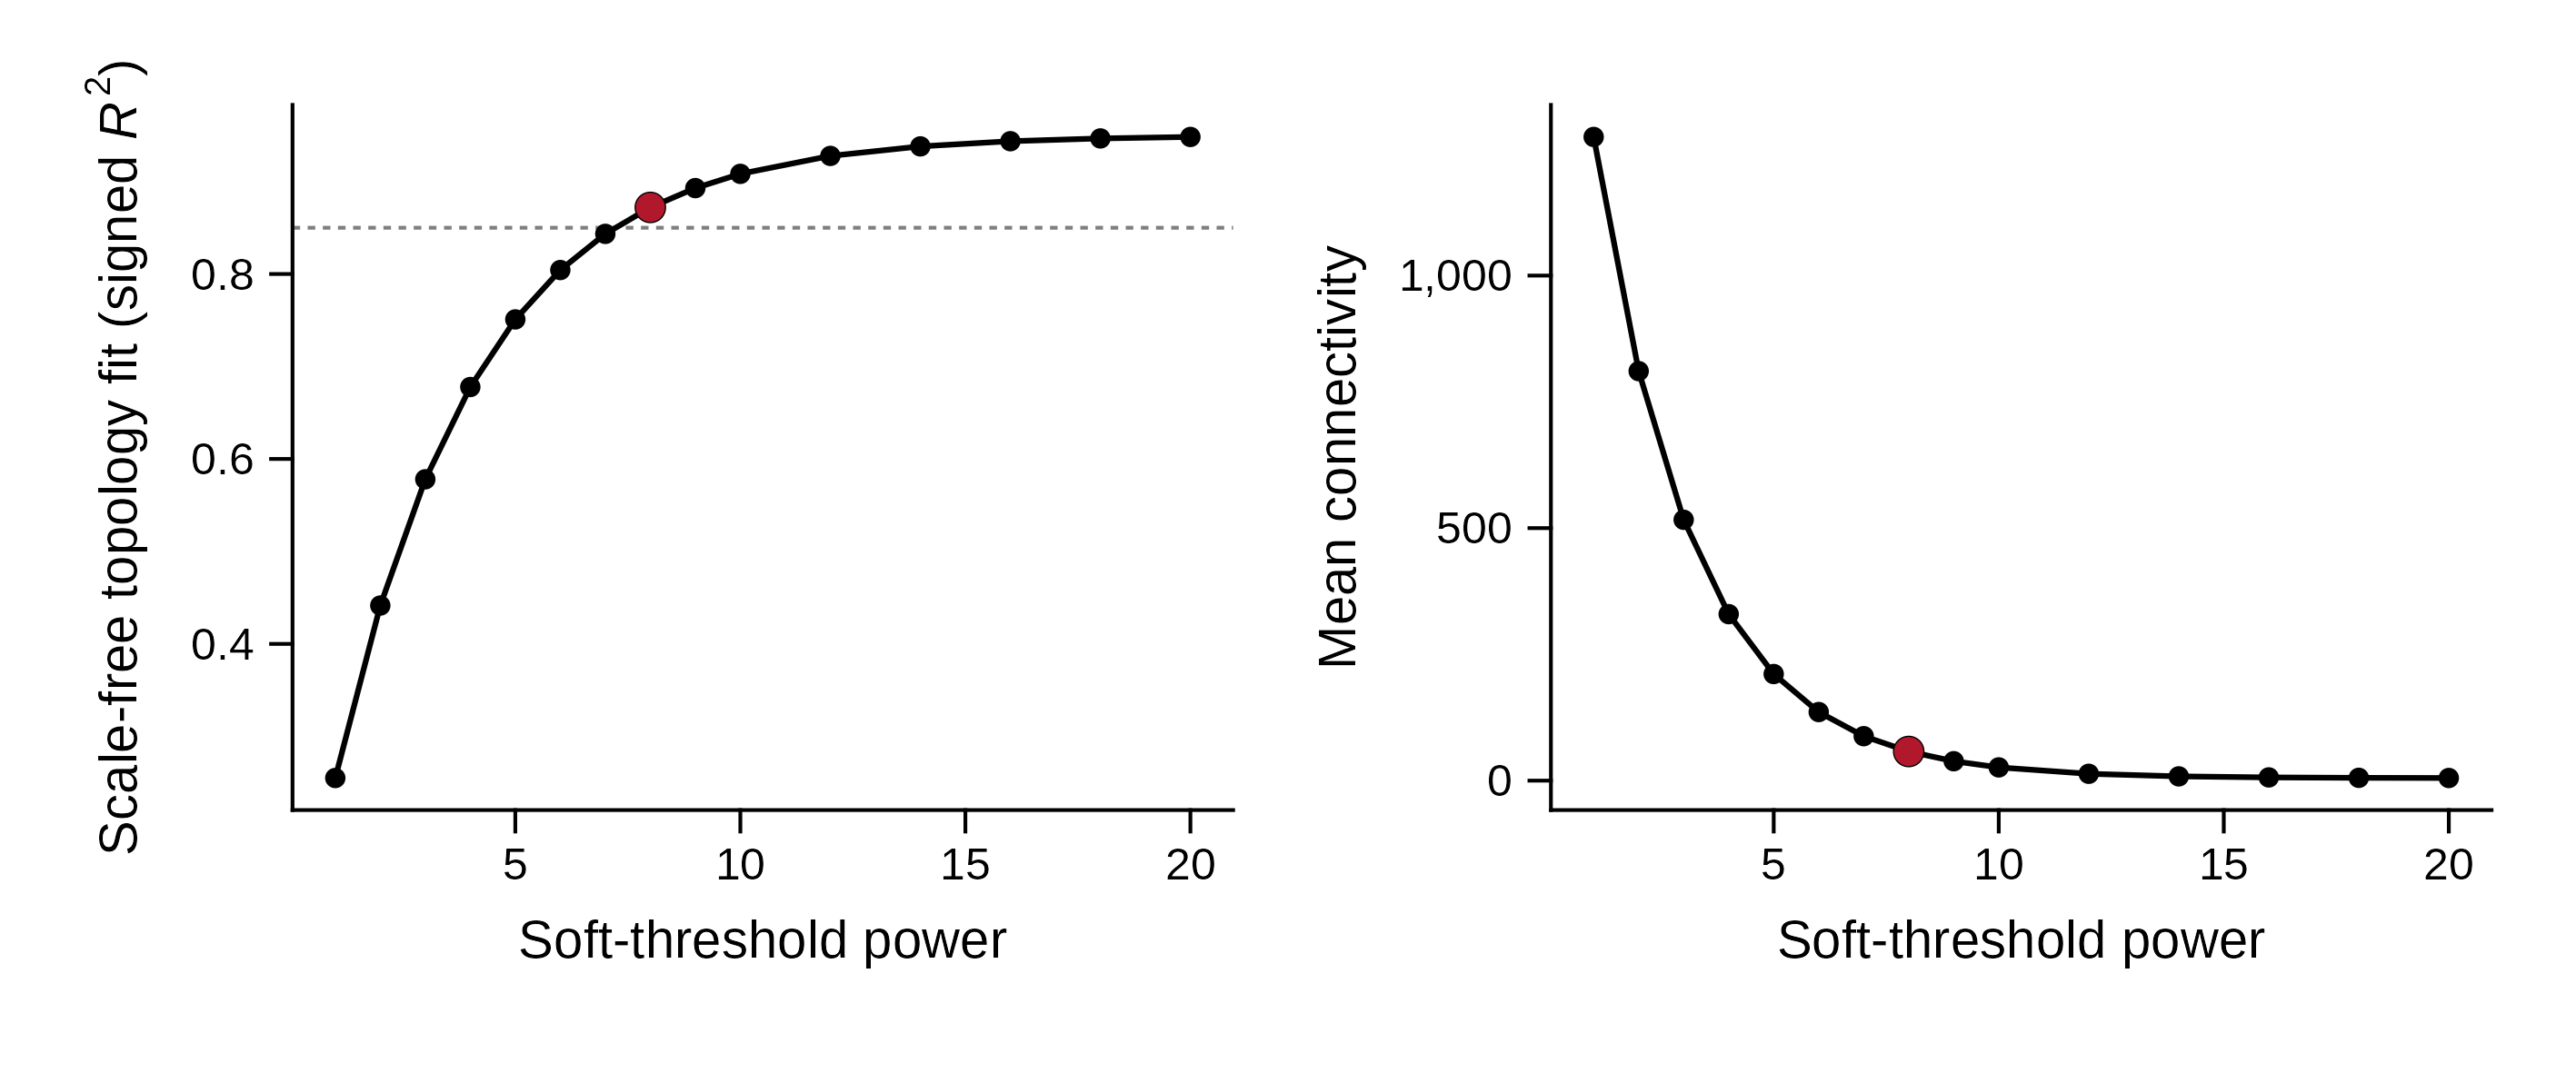 Scale-free topology fit (signed R²)
0.8
0.6
0.4
5 10 15 20
Soft-threshold power
Mean connectivity
1,000
500
0
5 10 15 20
Soft-threshold power